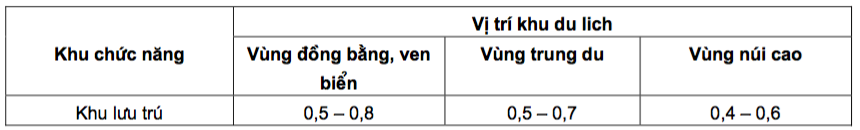 Vị trí khu du lich
Khu chức năng
Vùng đồng bằng, ven
biển
Vùng trung du
Vùng núi cao
Khu lưu trú
0,5 – 0,8
0,5 – 0,7
0,4 – 0,6